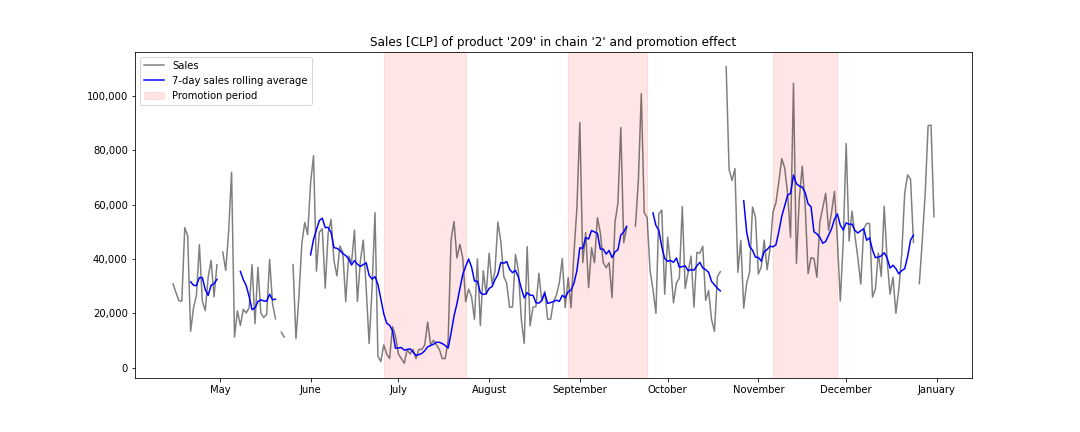 Sales [CLP] of product '209' in chain '2' and promotion effect
Sales
7-day sales rolling average
Promotion period
100,000
80,000
60,000
40,000
20,000
0
May June July August September October November December January